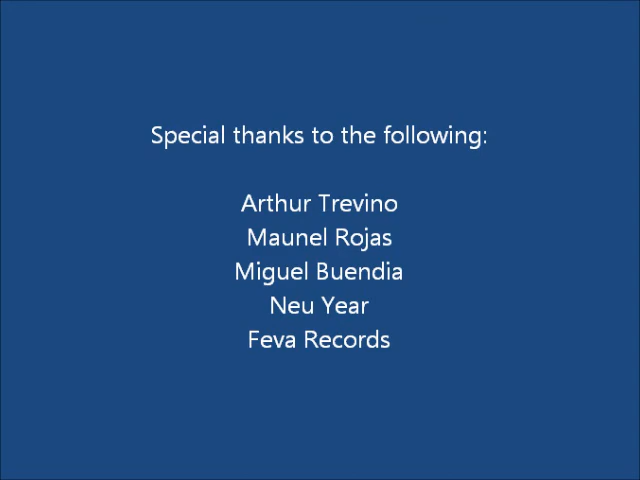 Special thanks to the following:
Arthur Trevino
Maunel Rojas
Miguel Buendia
Neu Year
Feva Records